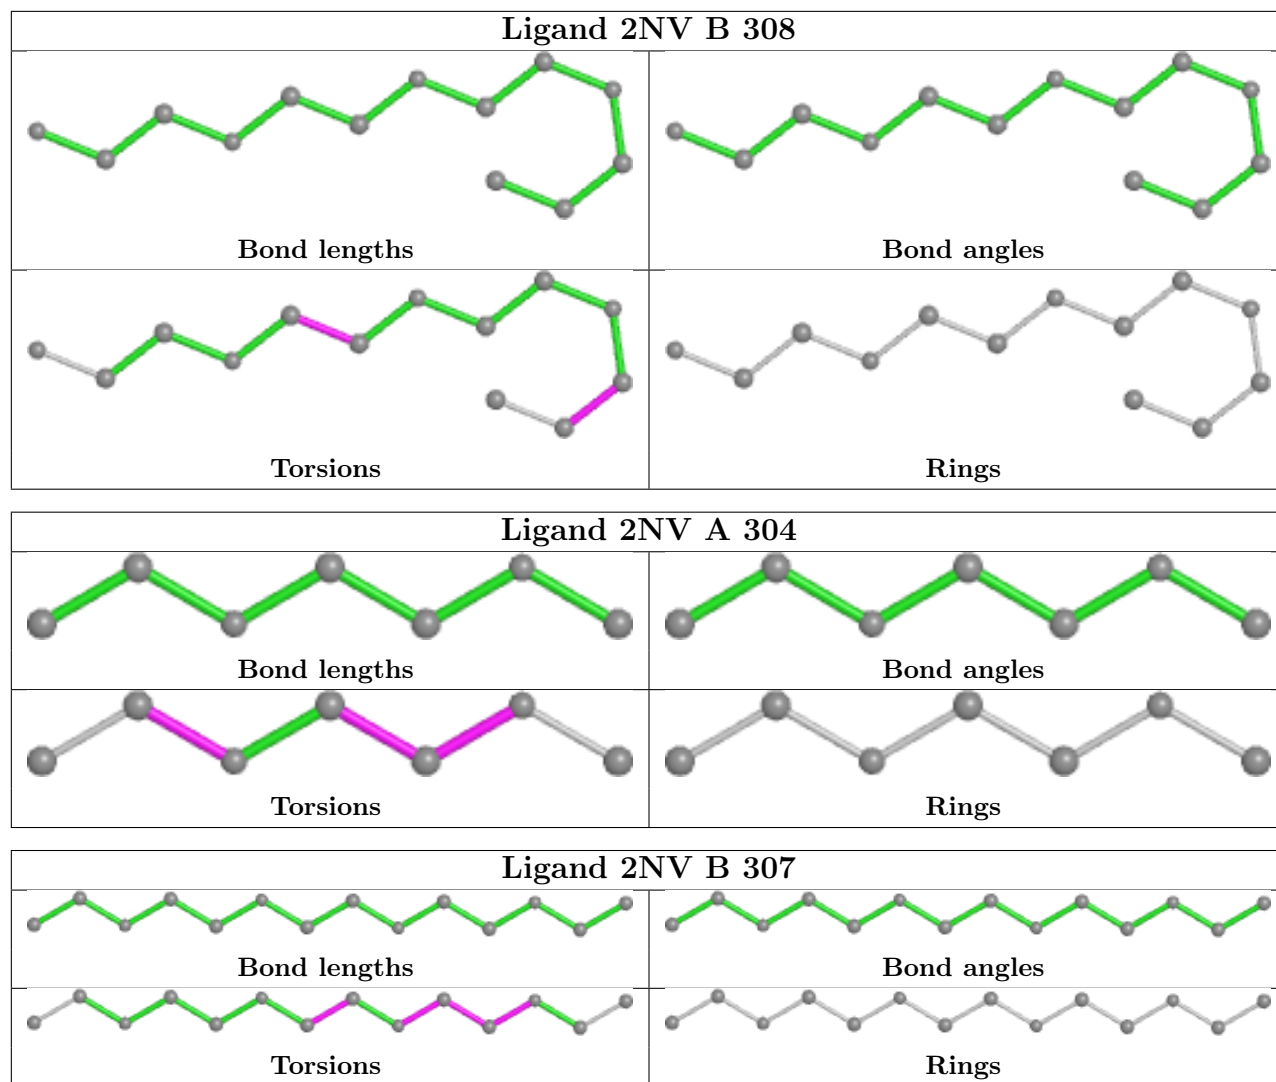 Ligand 2NV B 308
Bond lengths Bond angles
Torsions Rings
Ligand 2NV A 304
Bond lengths Bond angles
Torsions Rings
Ligand 2NV B 307
Bond lengths Bond angles
Torsions Rings